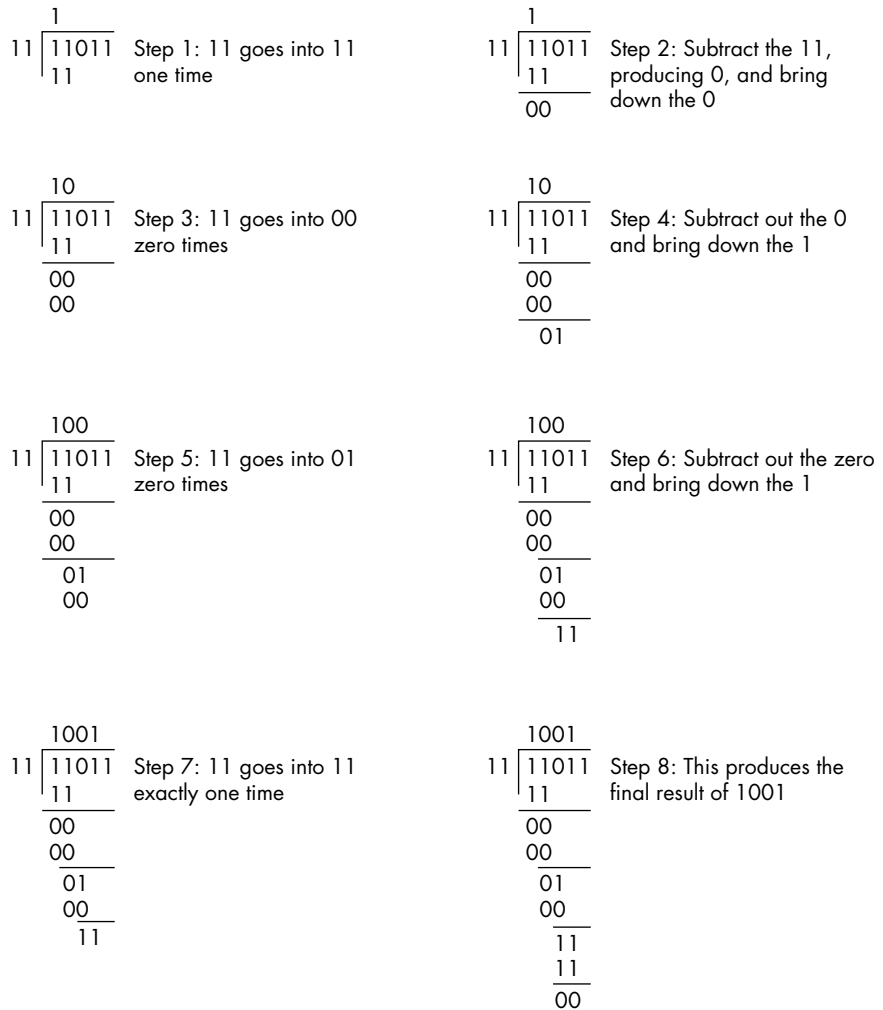 1
11 11011 Step 1: 11 goes into 11
11 one time
1
11 11011 Step 2: Subtract the 11,
11 producing 0, and bring
00 down the 0
10
11 11011 Step 3: 11 goes into 00
11 zero times
00
00
10
11 11011 Step 4: Subtract out the 0
11 and bring down the 1
00
00
01
100
11 11011 Step 5: 11 goes into 01
11 zero times
00
00
01
00
100
11 11011 Step 6: Subtract out the zero
11 and bring down the 1
00
00
01
00
11
1001
11 11011 Step 7: 11 goes into 11
11 exactly one time
00
00
01
00
11
1001
11 11011 Step 8: This produces the
11 final result of 1001
00
00
01
00
11
11
00